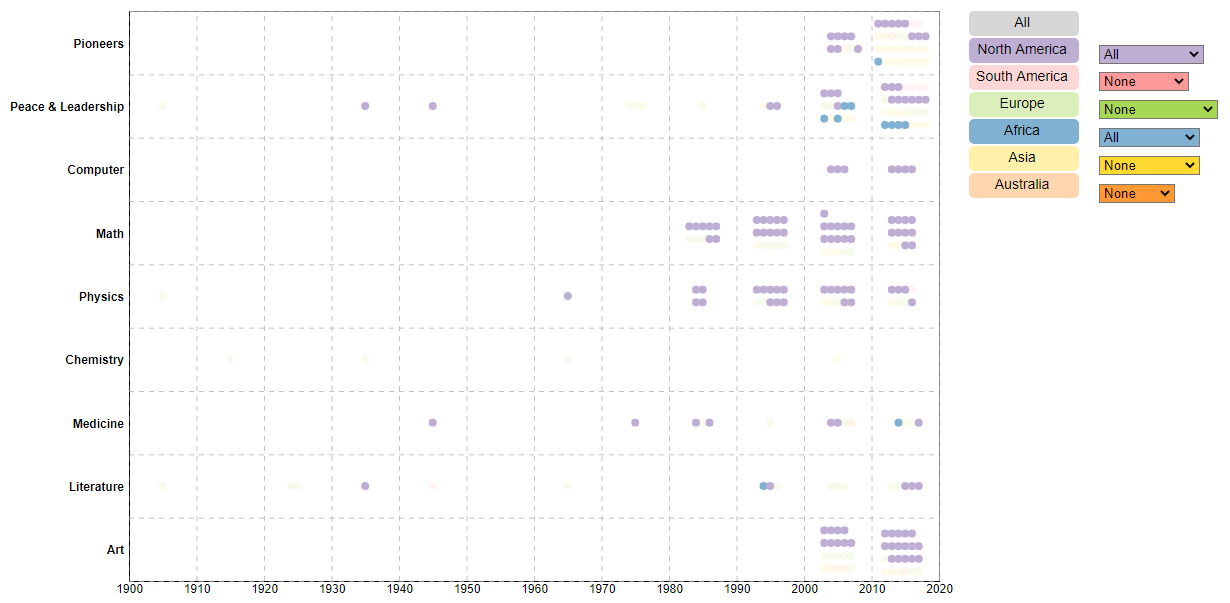 Pioneers
Peace & Leadership
Computer
Math
Physics
Chemistry
Medicine
Literature
Art
1900 1910 1920 1930 1940 1950 1960 1970 1980 1990 2000 2010 2020
All
North America All
South America None
Europe None
Africa All
Asia None
Australia None